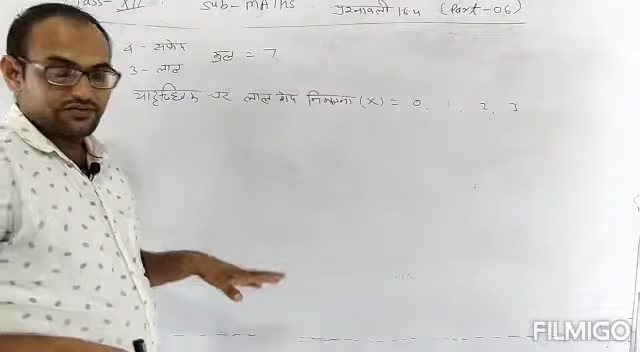 Class- XII Sub- MATHS प्रश्नावली 16.4 (Part-06)
4 - सफेद कुल = 7
3 - लाल
यादृच्छिक चर लाल गेंद निकालना (X) = 0, 1, 2, 3
FILMIGO